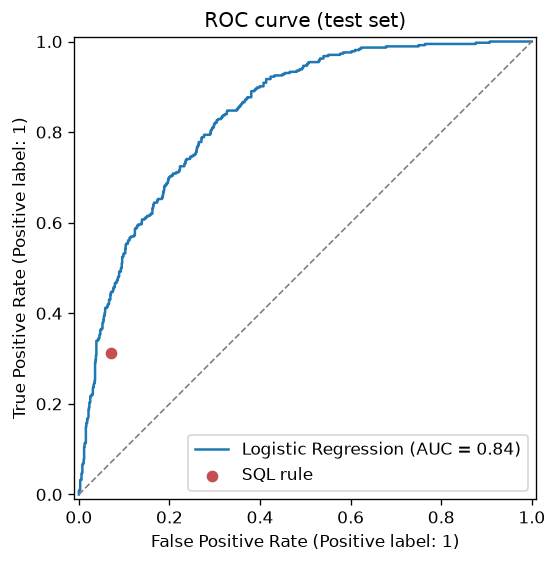 ROC curve (test set)
True Positive Rate (Positive label: 1)
1.0
0.8
0.6
0.4
0.2
0.0
Logistic Regression (AUC = 0.84)
SQL rule
0.0 0.2 0.4 0.6 0.8 1.0
False Positive Rate (Positive label: 1)